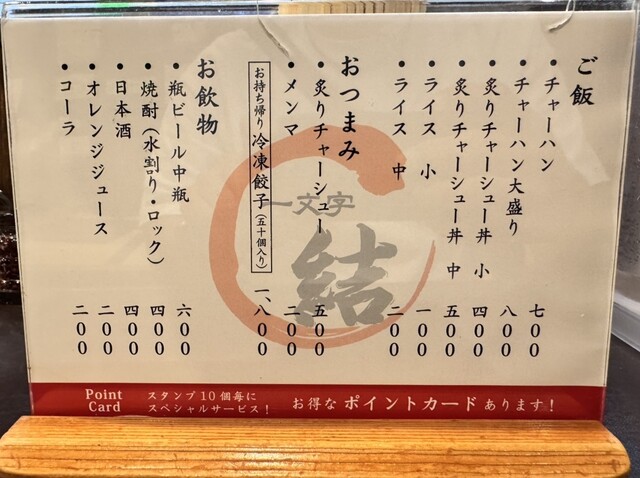 ご飯
・チャーハン 七〇〇
・チャーハン大盛り 八〇〇
・炙りチャーシュー丼 小 四〇〇
・炙りチャーシュー丼 中 五〇〇
・ライス 小 一〇〇
・ライス 中 二〇〇
おつまみ
・炙りチャーシュー 五〇〇
・メンマ 二〇〇
お持ち帰り 冷凍餃子(五十個入り) 一、八〇〇
お飲物
・瓶ビール中瓶 六〇〇
・焼酎(水割り・ロック) 四〇〇
・日本酒 四〇〇
・オレンジジュース 二〇〇
・コーラ 二〇〇
一文字
結
Point
Card
スタンプ10個毎に
スペシャルサービス!
お得なポイントカードあります!